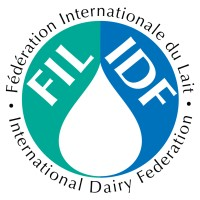 Fédération Internationale du Lait
FIL
IDF
International Dairy Federation